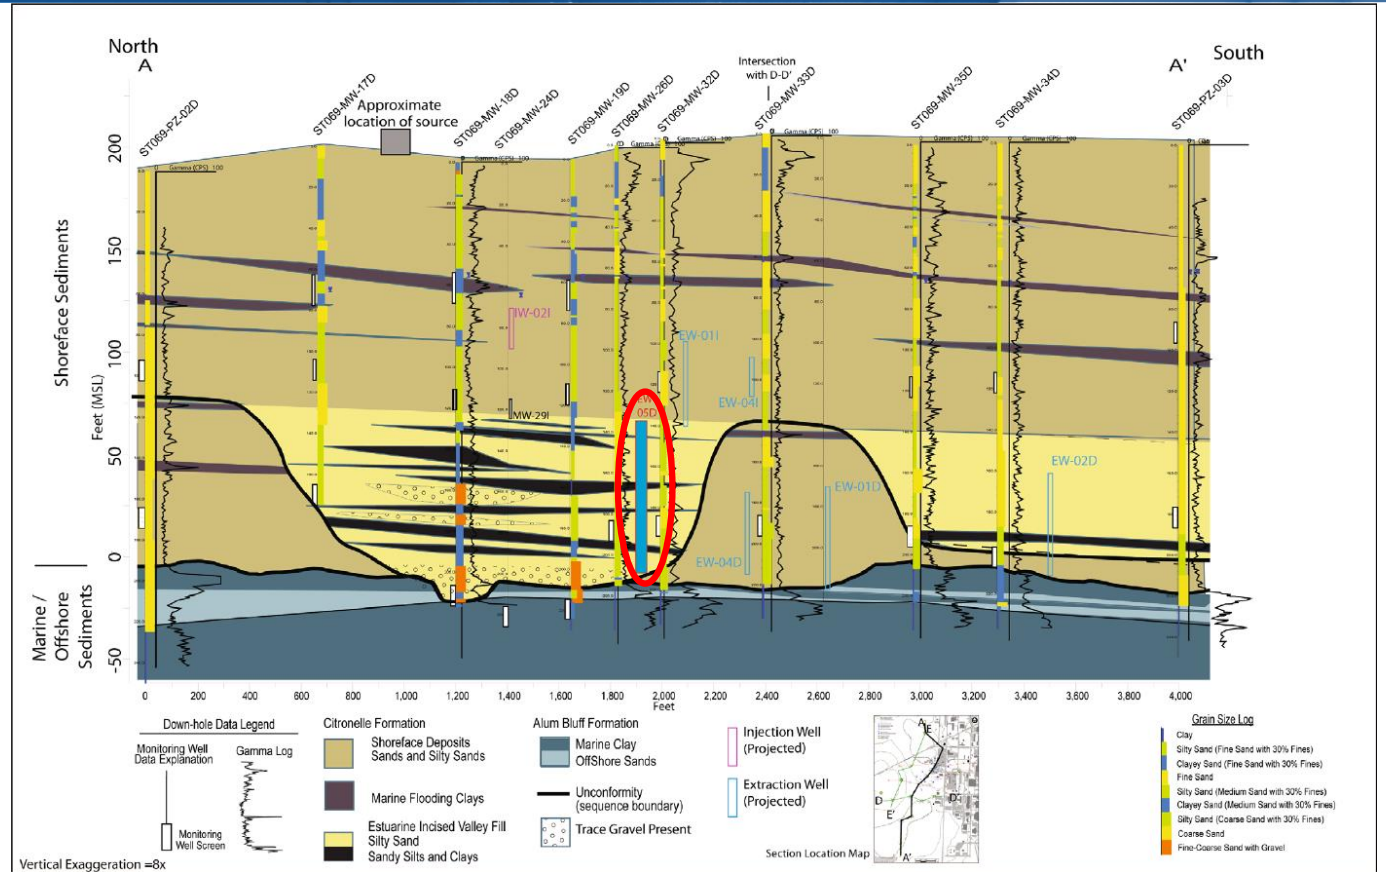 North
A
South
A'
ST069-PZ-02D
ST069-MW-17D
Approximate
location of source
ST069-MW-18D
ST069-MW-24D
ST069-MW-19D
ST069-MW-26D
ST069-MW-32D
Intersection
with D-D'
ST069-MW-33D
ST069-MW-35D
ST069-MW-34D
ST069-PZ-03D
0 Gamma (CPS) 100
Shoreface Sediments
Marine /
Offshore
Sediments
Feet (MSL)
200
150
100
50
0
-50
IW-02I
MW-29I
EW-01I
EW-04I
05D
EW-04D
EW-01D
EW-02D
0 200 400 600 800 1,000 1,200 1,400 1,600 1,800 2,000 2,200 2,400 2,600 2,800 3,000 3,200 3,400 3,600 3,800 4,000
Feet
Down-hole Data Legend
Monitoring Well
Data Explanation
Gamma Log
Monitoring
Well Screen
Vertical Exaggeration =8x
Citronelle Formation
Shoreface Deposits
Sands and Silty Sands
Marine Flooding Clays
Estuarine Incised Valley Fill
Silty Sand
Sandy Silts and Clays
Alum Bluff Formation
Marine Clay
OffShore Sands
Unconformity
(sequence boundary)
Trace Gravel Present
Injection Well
(Projected)
Extraction Well
(Projected)
Section Location Map
A
E
D
D'
E'
A'
Grain Size Log
Clay
Silty Sand (Fine Sand with 30% Fines)
Clayey Sand (Fine Sand with 30% Fines)
Fine Sand
Silty Sand (Medium Sand with 30% Fines)
Clayey Sand (Medium Sand with 30% Fines)
Silty Sand (Coarse Sand with 30% Fines)
Coarse Sand
Fine-Coarse Sand with Gravel